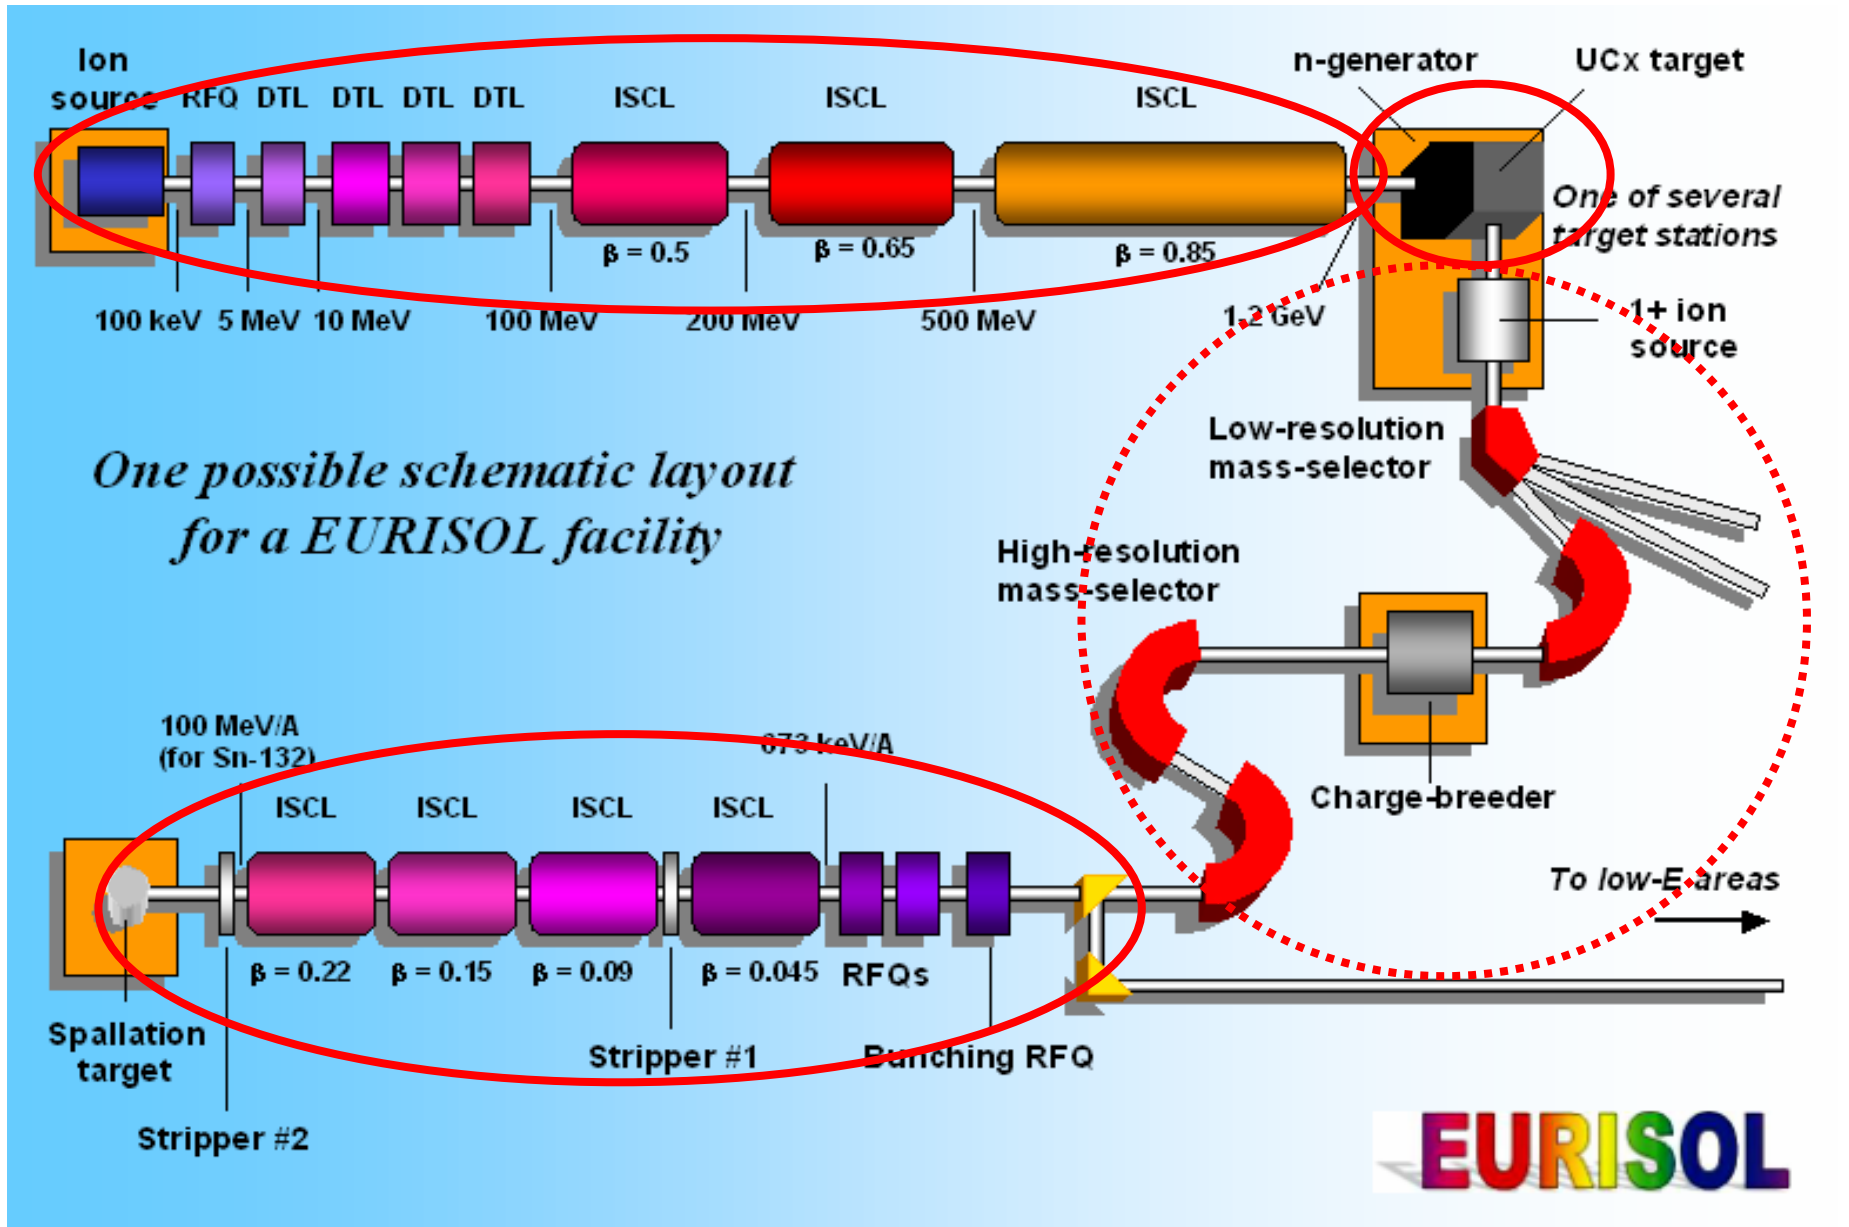 Ion
source
RFQ
DTL
DTL
DTL
DTL
ISCL
ISCL
ISCL
n-generator
UCx target
One of several
target stations
β = 0.5
β = 0.65
β = 0.85
100 keV
5 MeV
10 MeV
100 MeV
200 MeV
500 MeV
1-2 GeV
1+ ion
source
Low-resolution
mass-selector
One possible schematic layout
for a EURISOL facility
High-resolution
mass-selector
100 MeV/A
(for Sn-132)
673 keV/A
ISCL
ISCL
ISCL
ISCL
Charge-breeder
To low-E areas
β = 0.22
β = 0.15
β = 0.09
β = 0.045
RFQs
Spallation
target
Stripper #1
Bunching RFQ
Stripper #2
EURISOL